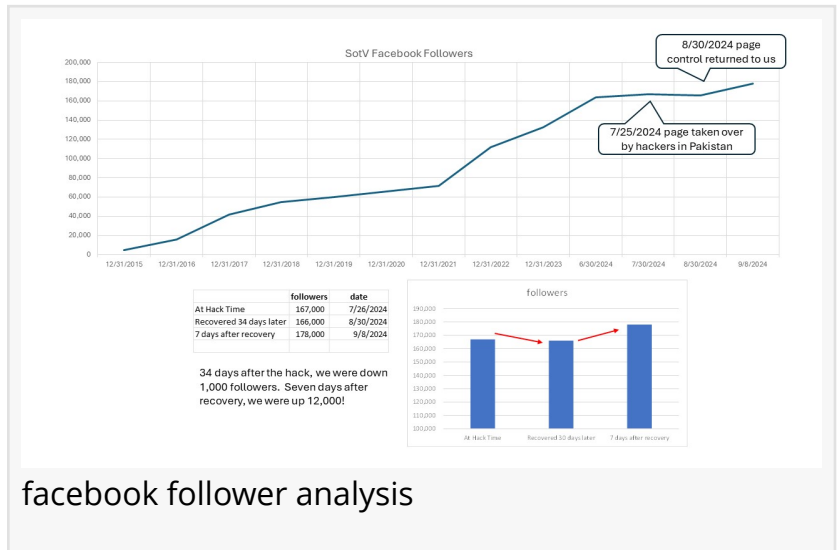 SotV Facebook Followers
200,000
180,000
160,000
140,000
120,000
100,000
80,000
60,000
40,000
20,000
0
12/31/2015 12/31/2016 12/31/2017 12/31/2018 12/31/2019 12/31/2020 12/31/2021 12/31/2022 12/31/2023 6/30/2024 7/30/2024 8/30/2024 9/8/2024
8/30/2024 page
control returned to us
7/25/2024 page taken over
by hackers in Pakistan
followers date
At Hack Time 167,000 7/26/2024
Recovered 34 days later 166,000 8/30/2024
7 days after recovery 178,000 9/8/2024
34 days after the hack, we were down
1,000 followers. Seven days after
recovery, we were up 12,000!
followers
190,000
180,000
170,000
160,000
150,000
140,000
130,000
120,000
110,000
100,000
At Hack Time Recovered 30 days later 7 days after recovery
facebook follower analysis